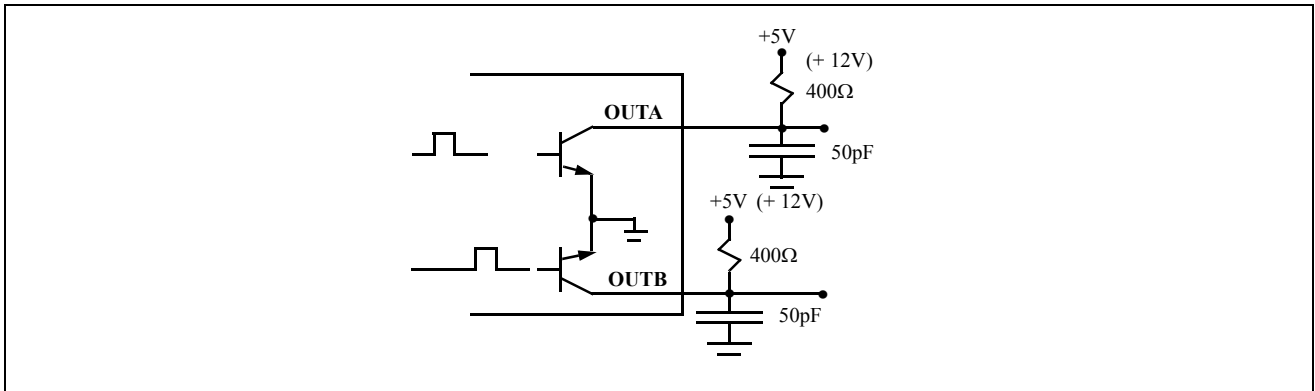 +5V
(+ 12V)
400Ω
OUTA
50pF
+5V (+ 12V)
400Ω
OUTB
50pF